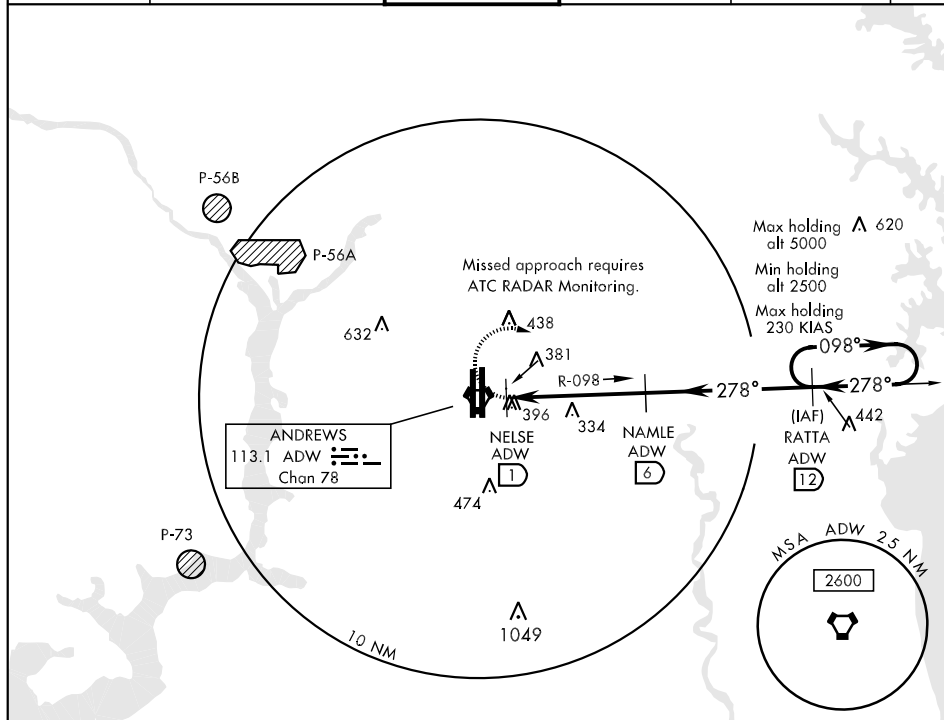 P-56B
P-56A
Max holding
alt 5000
620
Min holding
alt 2500
Max holding
230 KIAS
Missed approach requires
ATC RADAR Monitoring.
632
438
381
098°
R-098
278°
278°
396
334
(IAF)
RATTA
ADW
12
442
NELSE
ADW
1
NAMLE
ADW
6
ANDREWS
113.1 ADW
Chan 78
474
P-73
MSA ADW 25 NM
2600
1049
10 NM